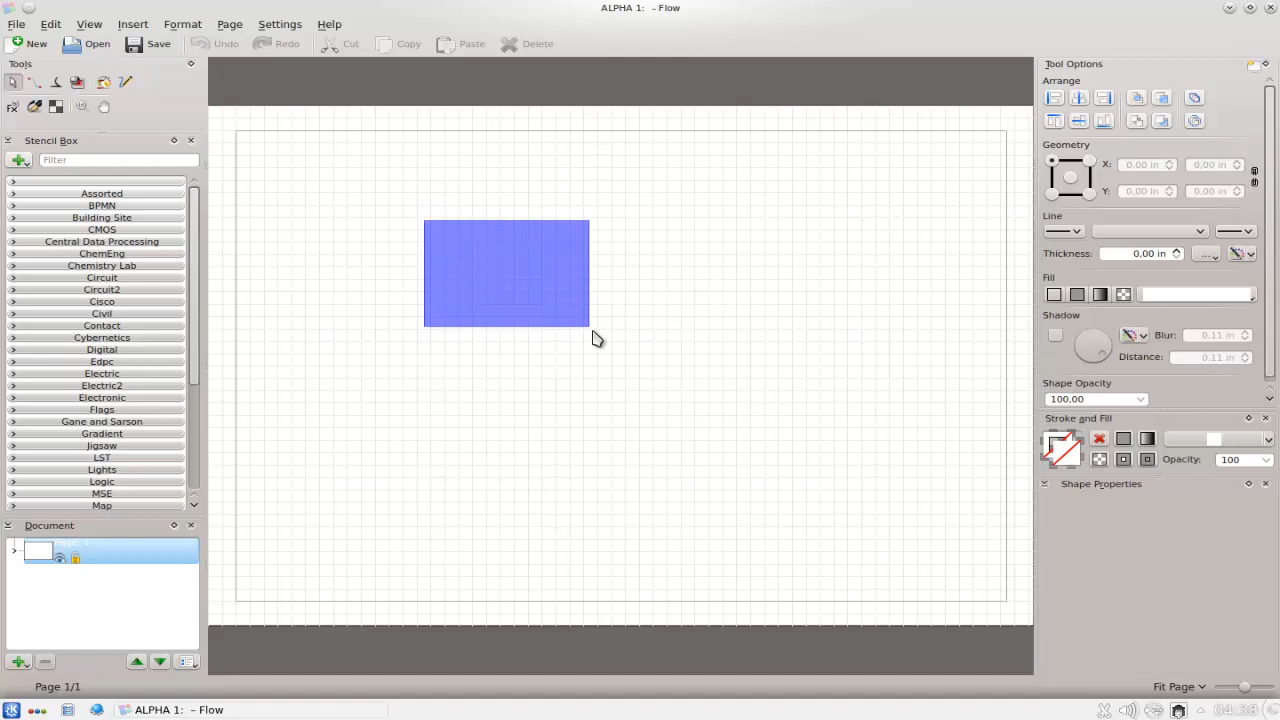 ALPHA 1:  – Flow
File Edit View Insert Format Page Settings Help
New Open Save Undo Redo Cut Copy Paste Delete
Tools
Stencil Box
Filter
Assorted
BPMN
Building Site
CMOS
Central Data Processing
ChemEng
Chemistry Lab
Circuit
Circuit2
Cisco
Civil
Contact
Cybernetics
Digital
Edpc
Electric
Electric2
Electronic
Flags
Gane and Sarson
Gradient
Jigsaw
LST
Lights
Logic
MSE
Map
Document
Page 1
Page 1/1
Tool Options
Arrange
Geometry
X: 0.00 in 0,00 in
Y: 0.00 in 0,00 in
Line
Thickness: 0,00 in ...
Fill
Shadow
Blur: 0.11 in
Distance: 0.11 in
Shape Opacity
100,00
Stroke and Fill
Opacity: 100
Shape Properties
Fit Page
ALPHA 1:  – Flow
04:38